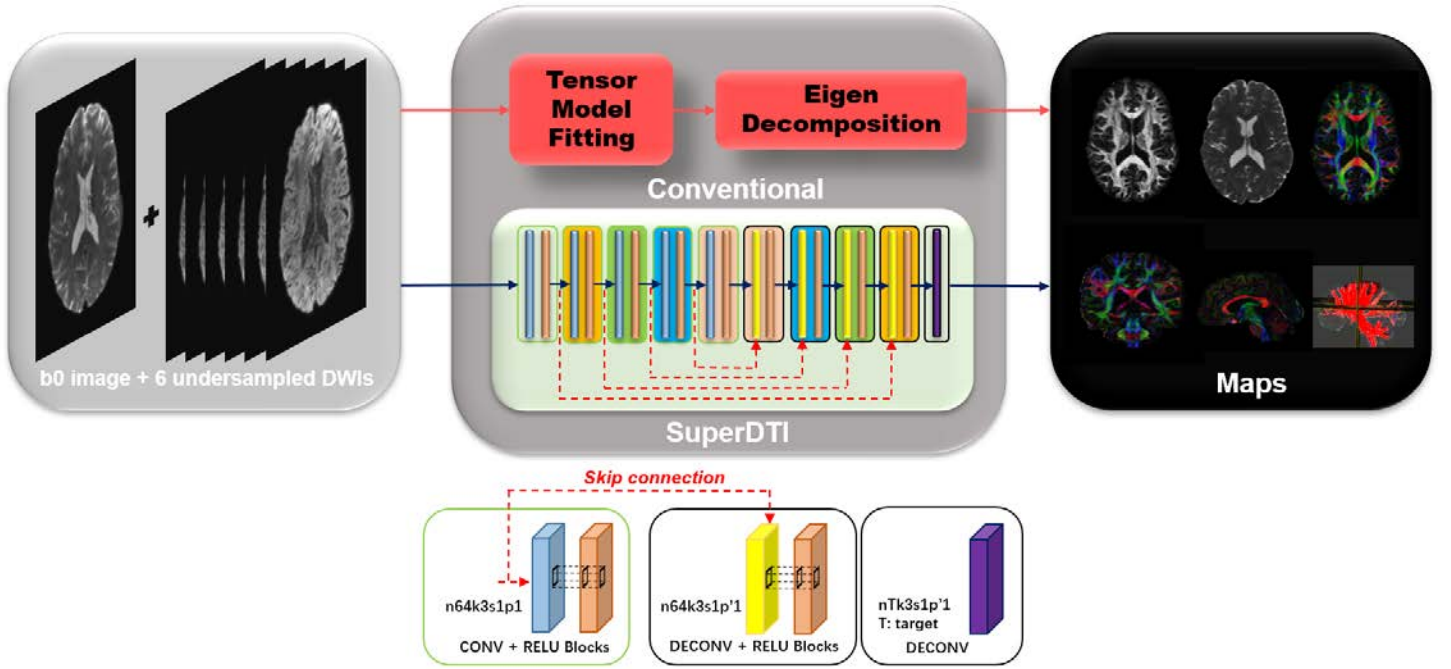 Tensor
Model
Fitting
Eigen
Decomposition
Conventional
b0 image + 6 undersampled DWIs
SuperDTI
Maps
Skip connection
n64k3s1p1
CONV + RELU Blocks
n64k3s1p'1
DECONV + RELU Blocks
nTk3s1p'1
T: target
DECONV